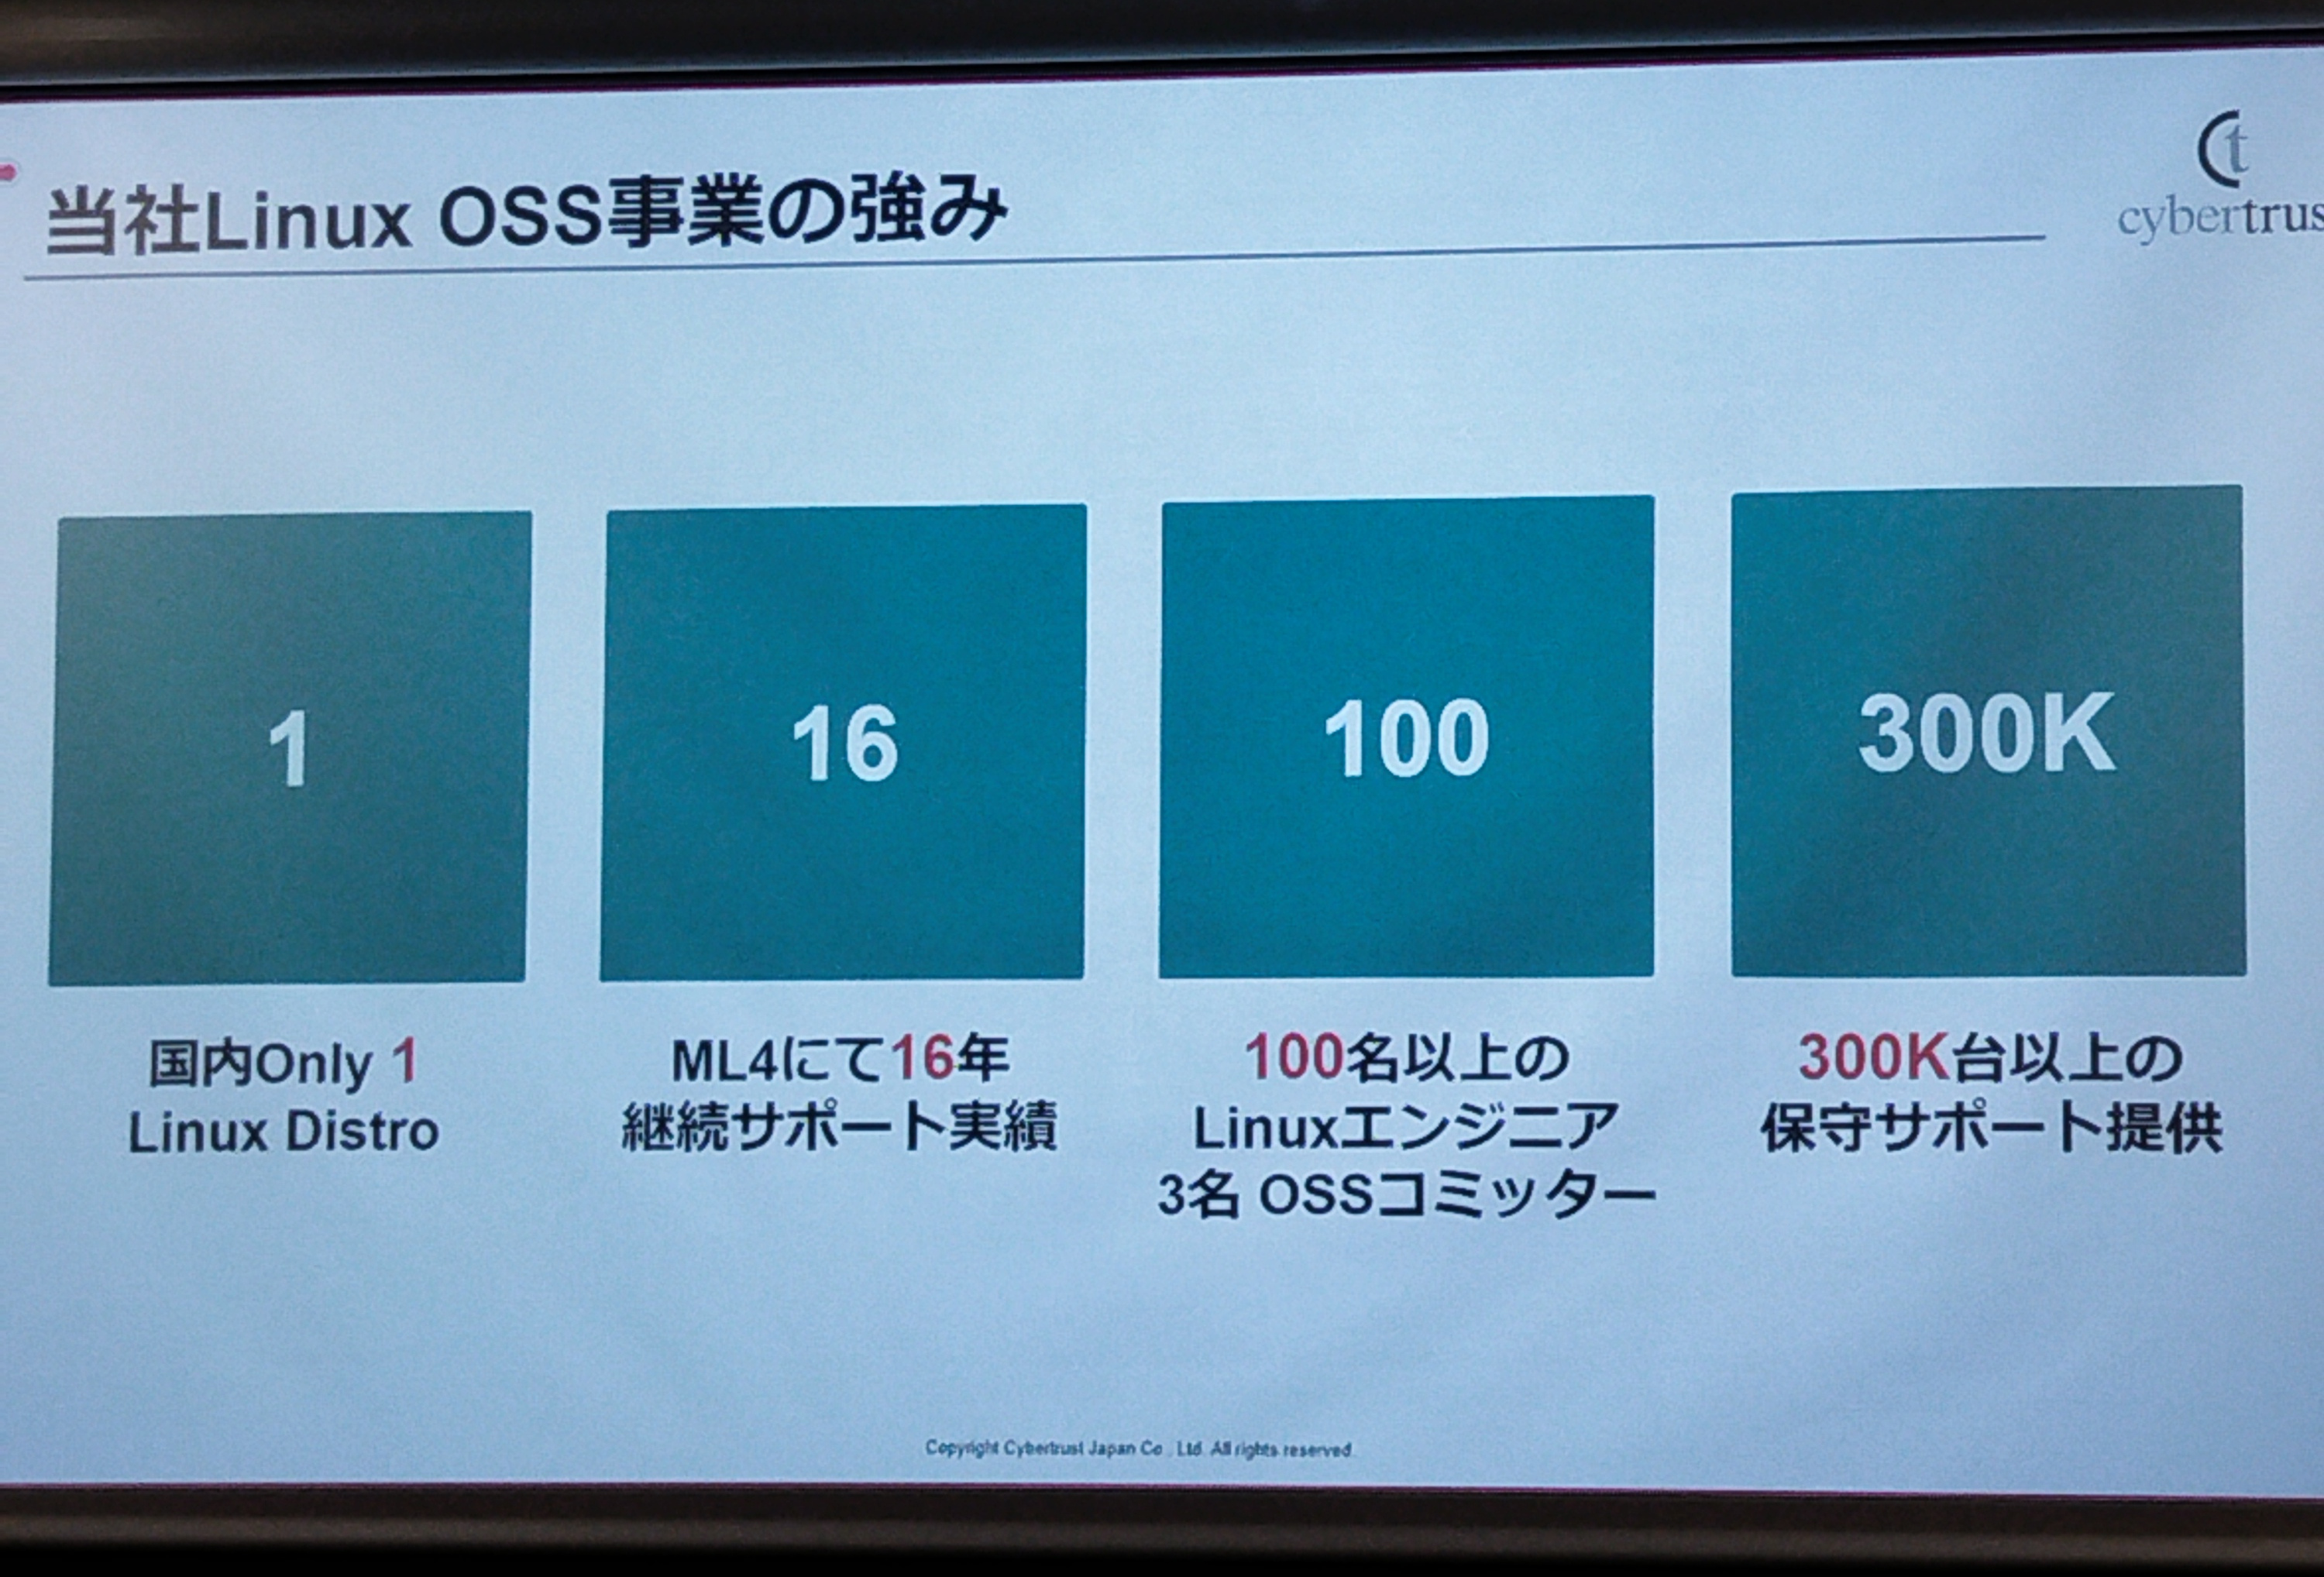 当社Linux OSS事業の強み
Ct
cybertrus
1
16
100
300K
国内Only 1
Linux Distro
ML4にて16年
継続サポート実績
100名以上の
Linuxエンジニア
3名 OSSコミッター
300K台以上の
保守サポート提供
Copyright Cybertrust Japan Co., Ltd. All rights reserved.